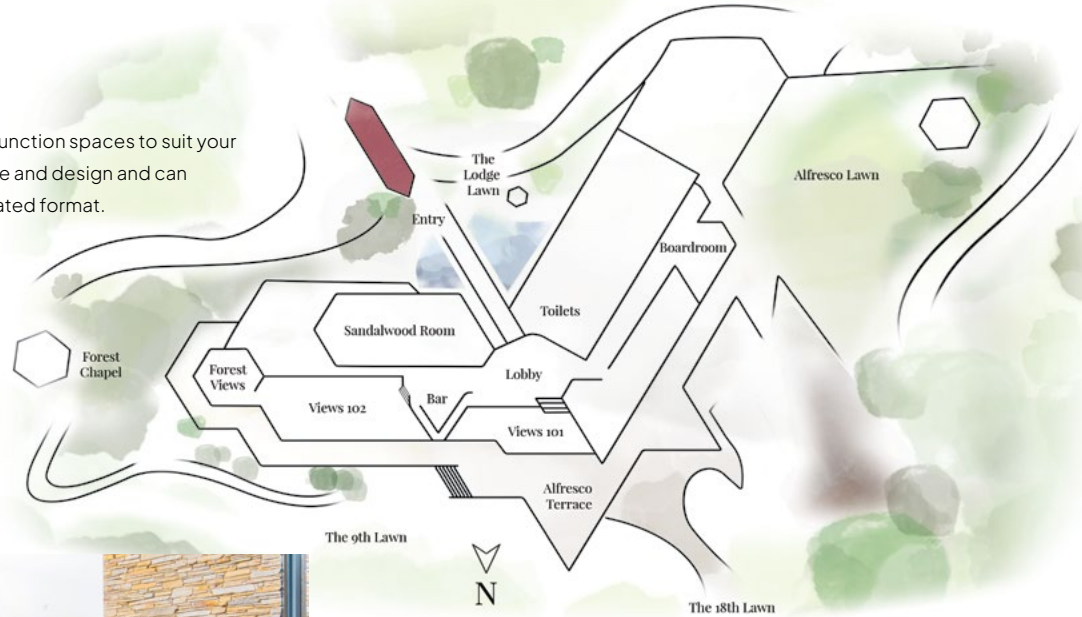 unction spaces to suit your
e and design and can
ated format.
The
Lodge
Lawn
Alfresco Lawn
Entry
Boardroom
Toilets
Sandalwood Room
Forest
Chapel
Forest
Views
Lobby
Bar
Views 102
Views 101
Alfresco
Terrace
The 9th Lawn
N
The 18th Lawn